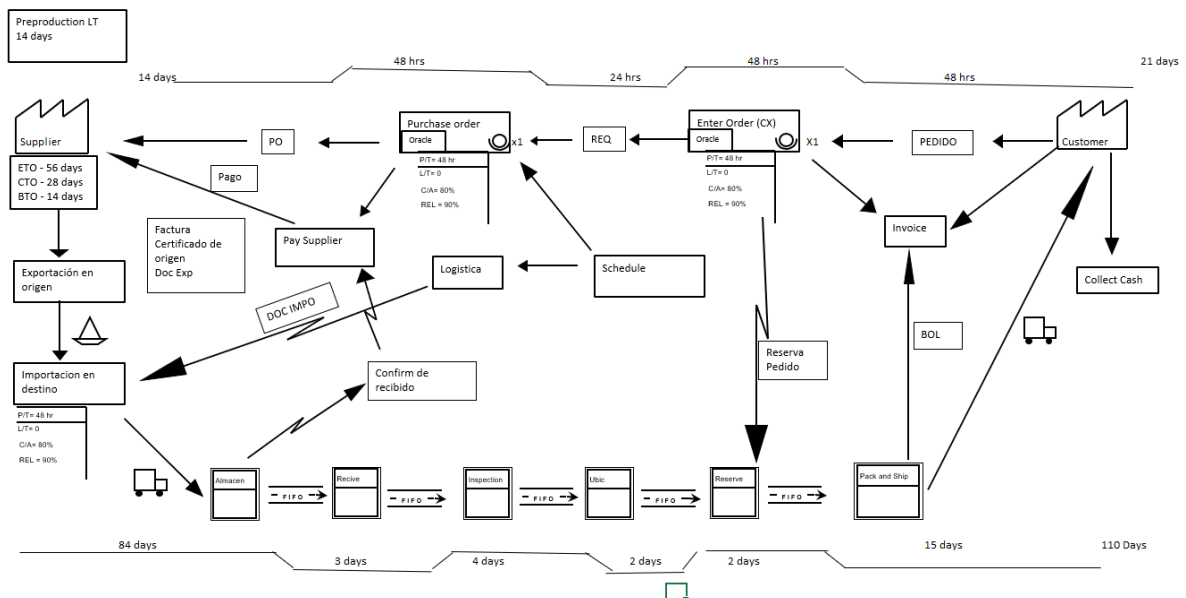 Preproduction LT
14 days
14 days
48 hrs
24 hrs
48 hrs
48 hrs
21 days
Supplier
PO
Purchase order
Oracle
x1
REQ
Enter Order (CX)
Oracle
X1
PEDIDO
Customer
ETO - 56 days
CTO - 28 days
BTO - 14 days
Pago
P/T= 48 hr
L/T= 0
C/A= 80%
REL = 90%
P/T= 48 hr
L/T= 0
C/A= 80%
REL = 90%
Factura
Certificado de
origen
Doc Exp
Pay Supplier
Invoice
Exportación en
origen
Logistica
Schedule
Collect Cash
DOC IMPO
BOL
Importacion en
destino
Confirm de
recibido
Reserva
Pedido
P/T= 48 hr
L/T= 0
C/A= 80%
REL = 90%
Almacen
FIFO
Recive
FIFO
Inspection
FIFO
Ubic
FIFO
Reserve
FIFO
Pack and Ship
84 days
3 days
4 days
2 days
2 days
15 days
110 Days